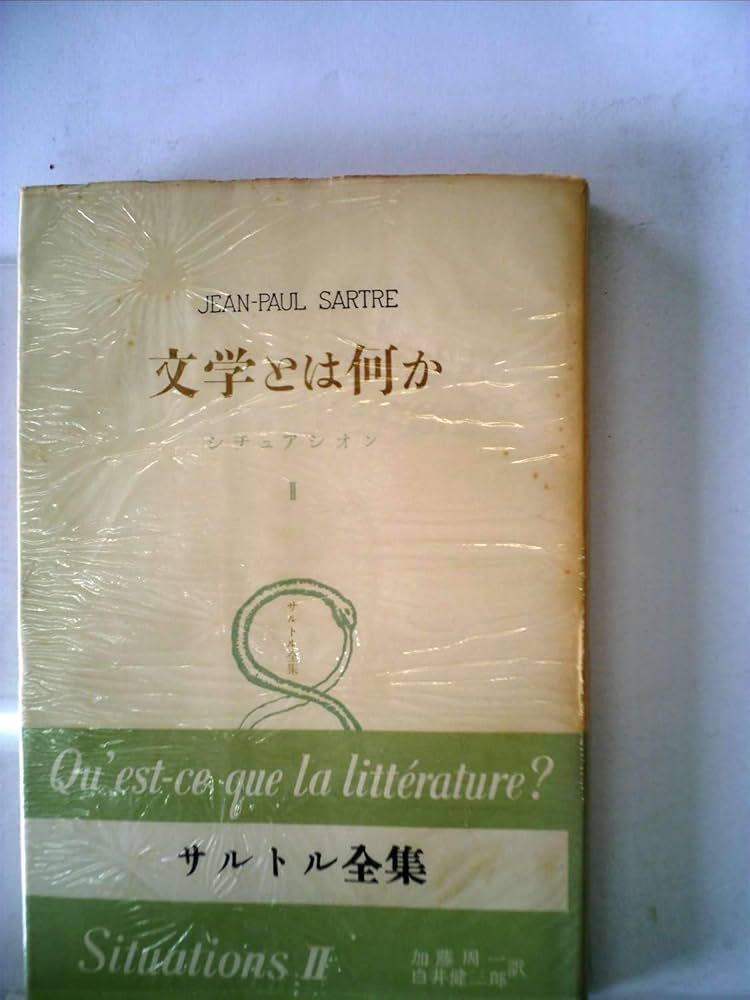 JEAN-PAUL SARTRE
文学とは何か
シチュアシオン
Ⅱ
サルトル全集
Qu'est-ce que la littérature?
サルトル全集
Situations II
加藤周一
白井健三郎訳